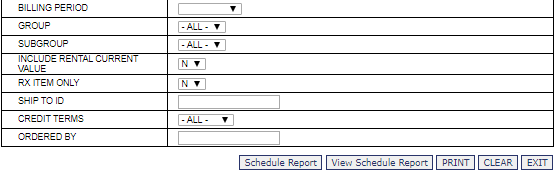 BILLING PERIOD
GROUP - ALL -
SUBGROUP - ALL -
INCLUDE RENTAL CURRENT
VALUE N
RX ITEM ONLY N
SHIP TO ID
CREDIT TERMS - ALL -
ORDERED BY
Schedule Report View Schedule Report PRINT CLEAR EXIT